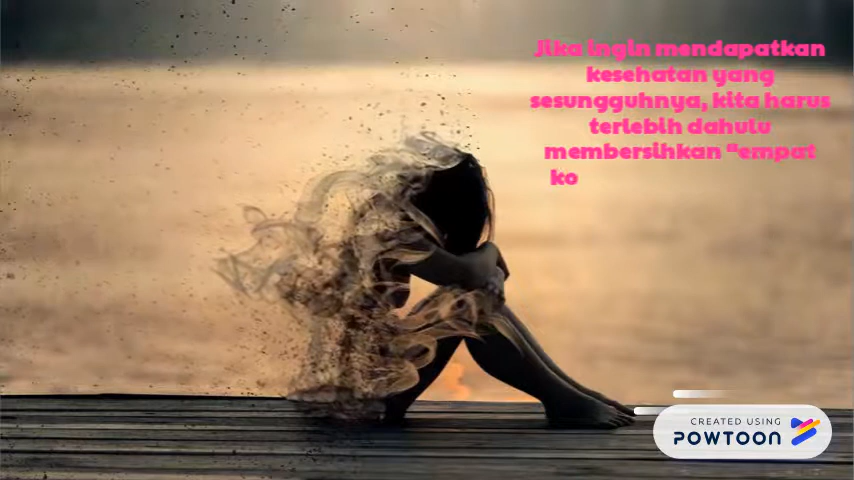 Jika ingin mendapatkan
kesehatan yang
sesungguhnya, kita harus
terlebih dahulu
membersihkan "empat
ko
CREATED USING
POWTOON